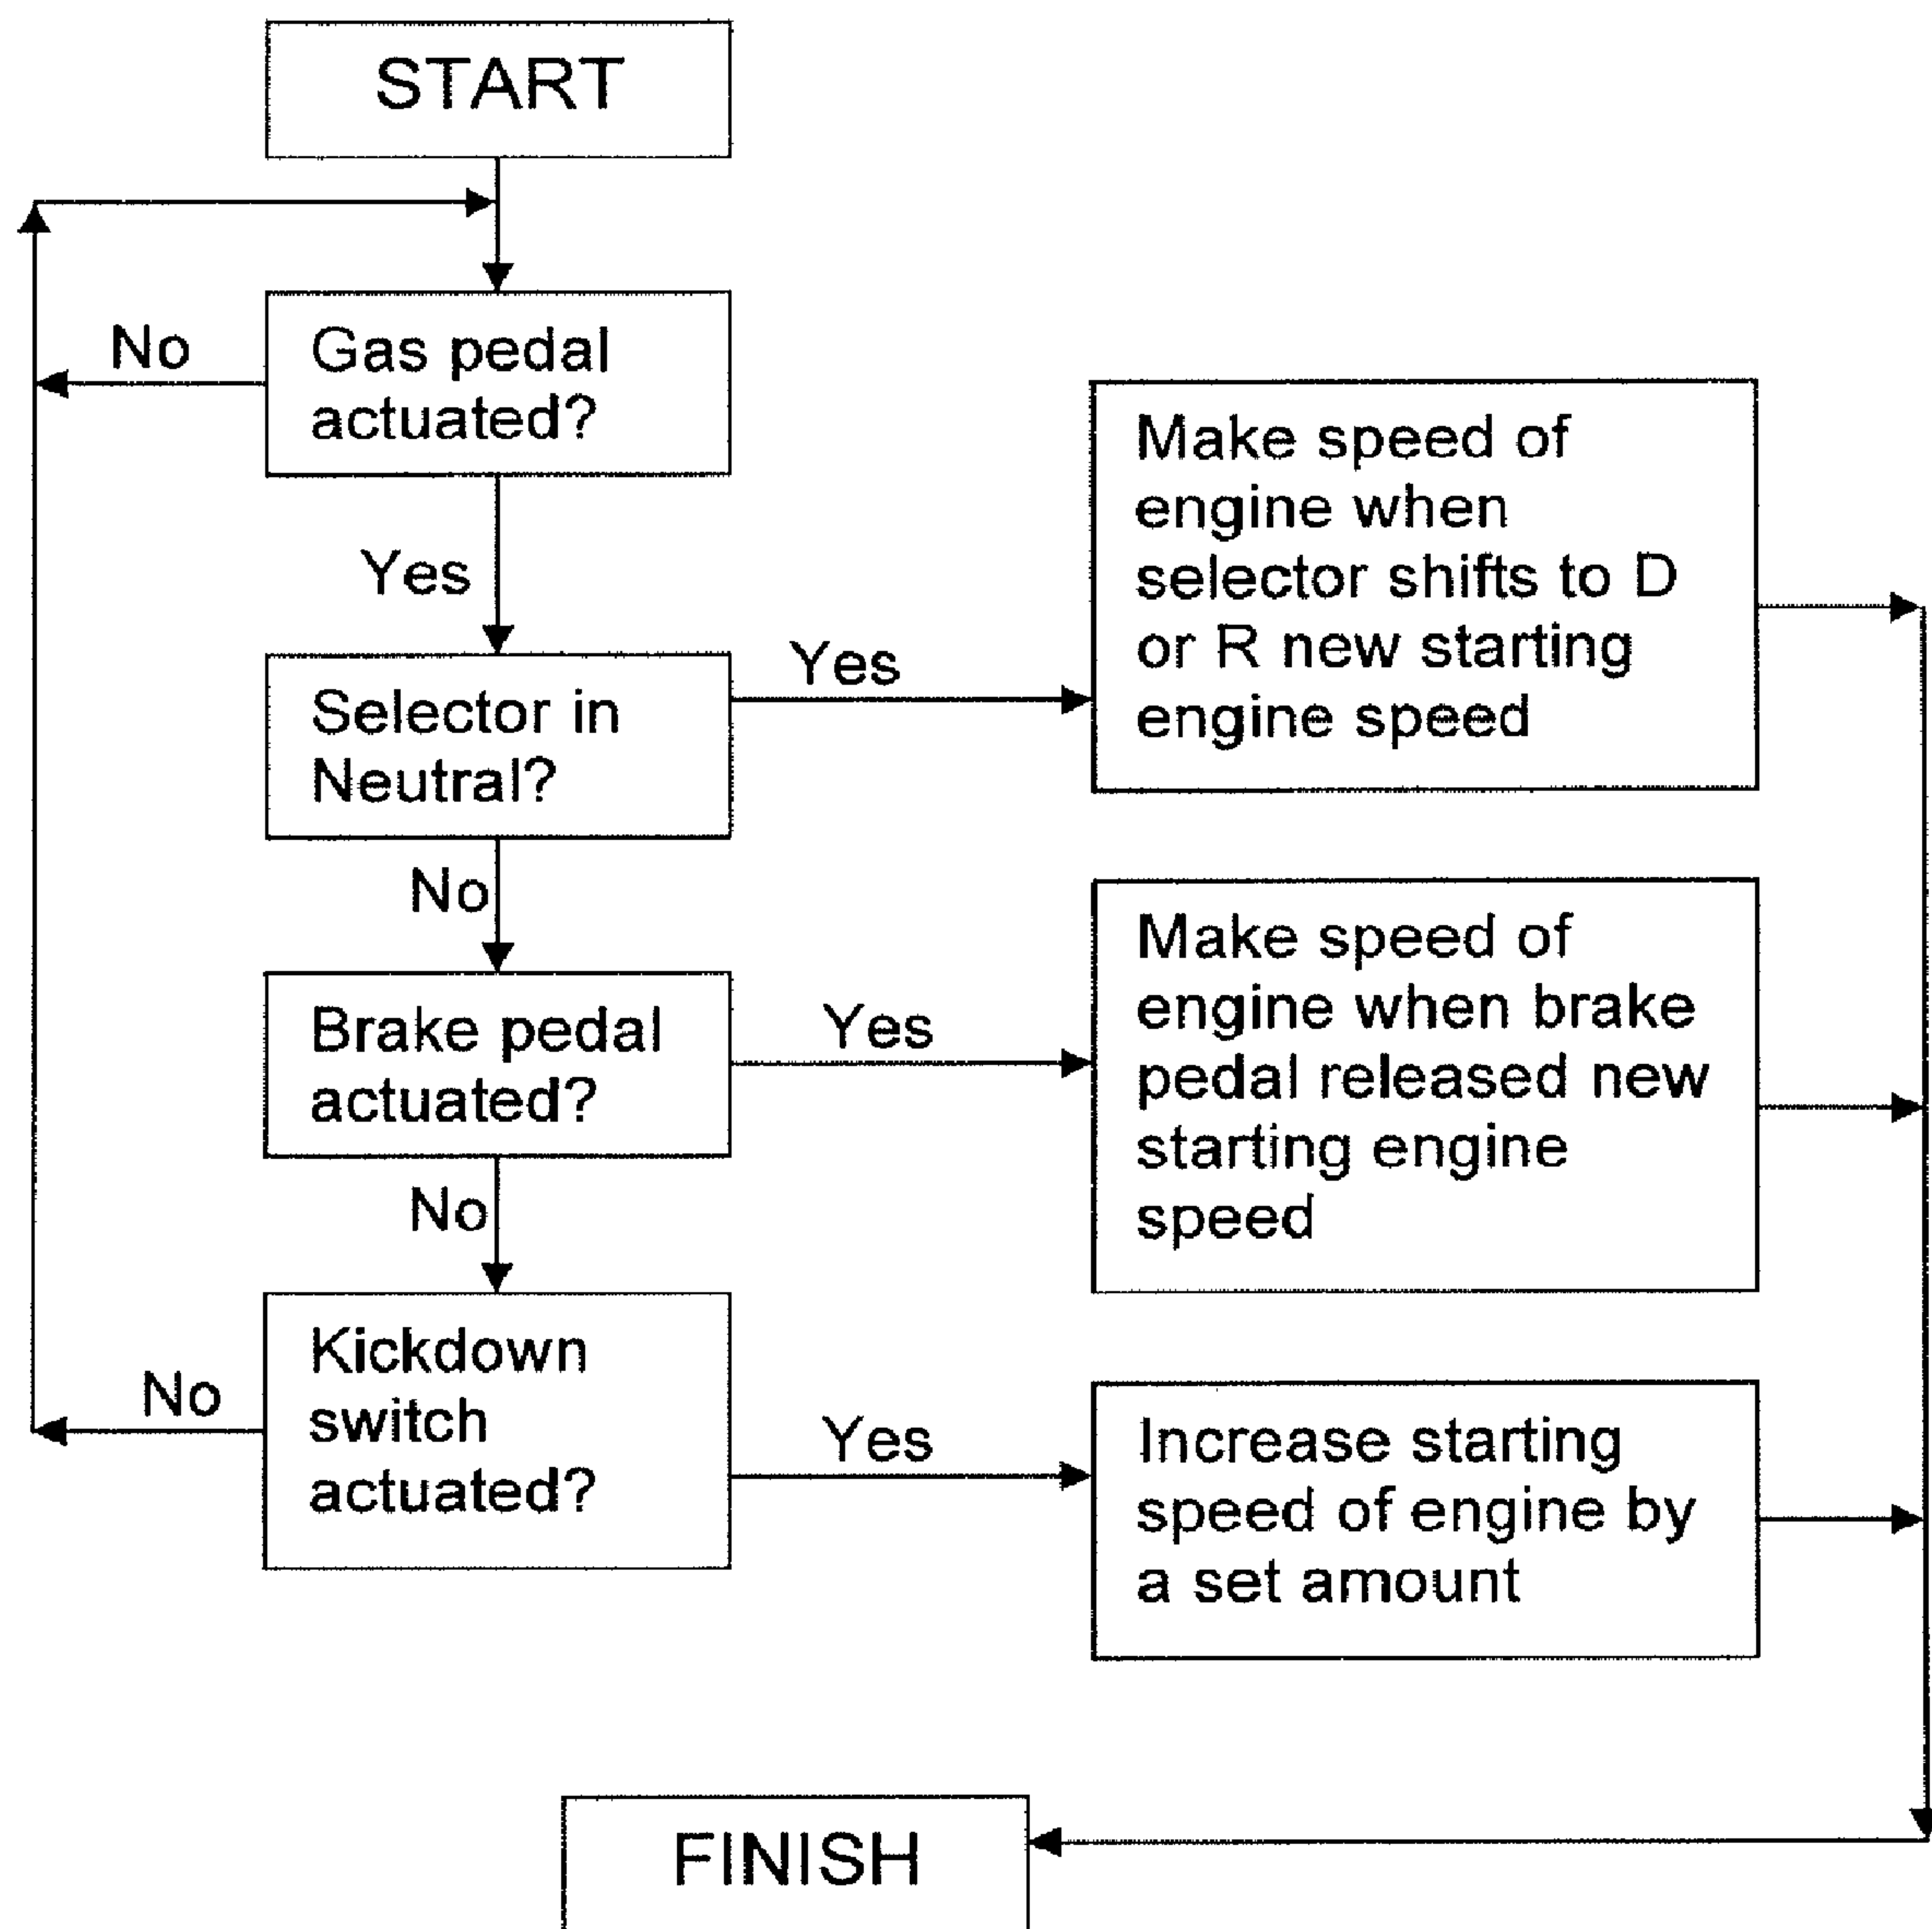 START
No
Gas pedal
actuated?
Yes
Selector in
Neutral?
Yes
Make speed of
engine when
selector shifts to D
or R new starting
engine speed
No
Brake pedal
actuated?
Yes
Make speed of
engine when brake
pedal released new
starting engine
speed
No
Kickdown
switch
actuated?
No
Yes
Increase starting
speed of engine by
a set amount
FINISH